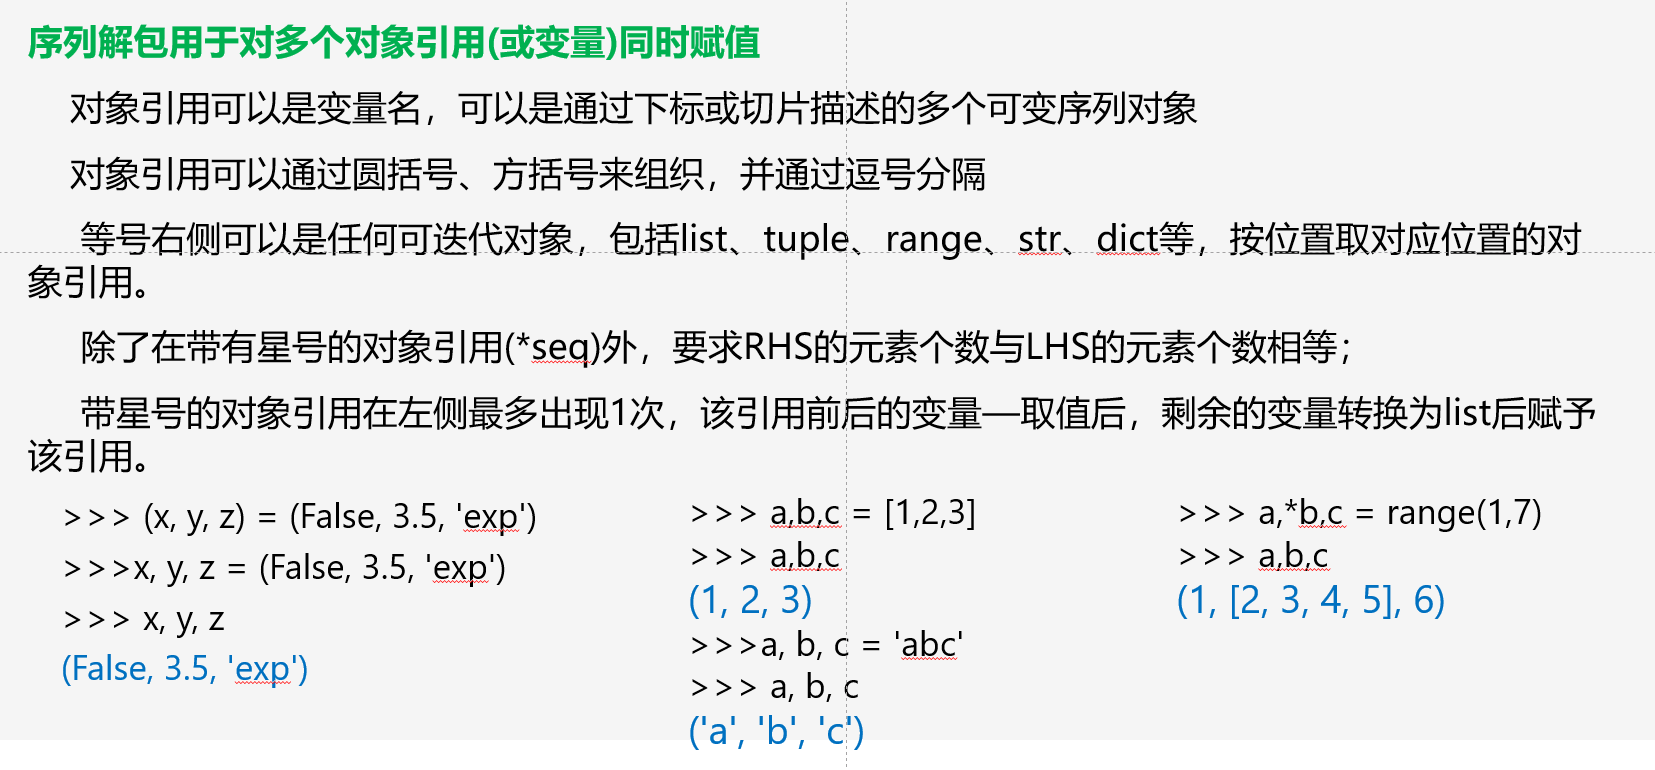 序列解包用于对多个对象引用(或变量)同时赋值
对象引用可以是变量名，可以是通过下标或切片描述的多个可变序列对象
对象引用可以通过圆括号、方括号来组织，并通过逗号分隔
等号右侧可以是任何可迭代对象，包括list、tuple、range、str、dict等，按位置取对应位置的对
象引用。
除了在带有星号的对象引用(*seq)外，要求RHS的元素个数与LHS的元素个数相等；
带星号的对象引用在左侧最多出现1次，该引用前后的变量一一取值后，剩余的变量转换为list后赋予
该引用。
>>> (x, y, z) = (False, 3.5, 'exp')
>>>x, y, z = (False, 3.5, 'exp')
>>> x, y, z
(False, 3.5, 'exp')
>>> a,b,c = [1,2,3]
>>> a,b,c
(1, 2, 3)
>>>a, b, c = 'abc'
>>> a, b, c
('a', 'b', 'c')
>>> a,*b,c = range(1,7)
>>> a,b,c
(1, [2, 3, 4, 5], 6)